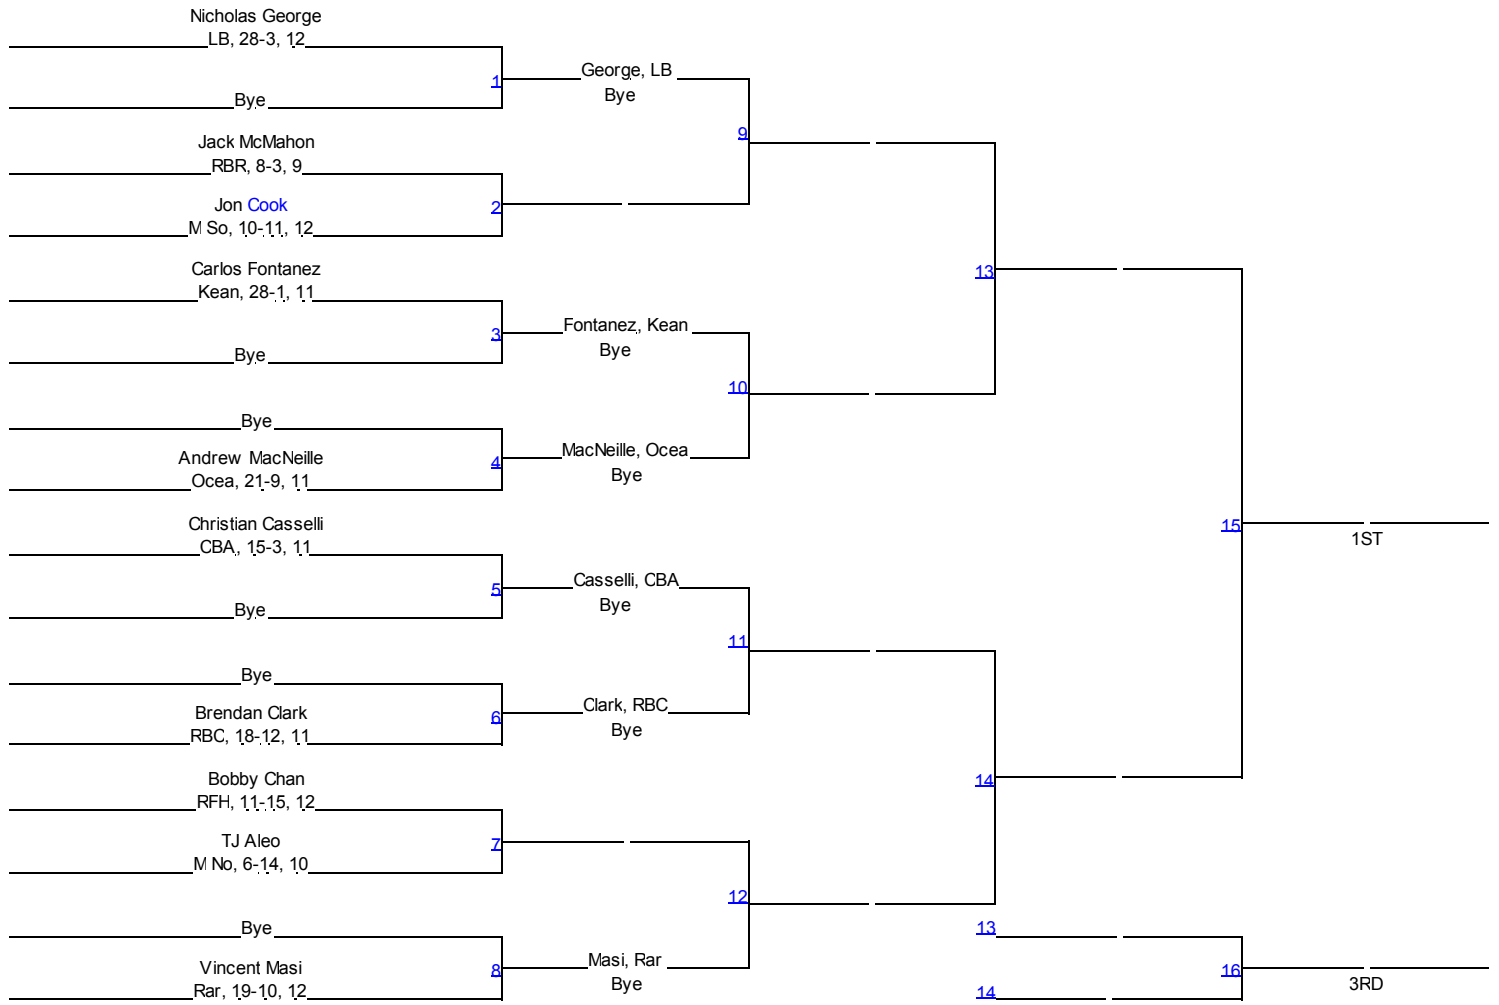 Nicholas George
LB, 28-3, 12
1
Bye
George, LB
Bye
Jack McMahon
RBR, 8-3, 9
2
Jon Cook
M So, 10-11, 12
9
Carlos Fontanez
Kean, 28-1, 11
3
Bye
Fontanez, Kean
Bye
Bye
4
Andrew MacNeille
Ocea, 21-9, 11
MacNeille, Ocea
Bye
10
13
Christian Casselli
CBA, 15-3, 11
5
Bye
Casselli, CBA
Bye
Bye
6
Brendan Clark
RBC, 18-12, 11
Clark, RBC
Bye
11
Bobby Chan
RFH, 11-15, 12
7
TJ Aleo
M No, 6-14, 10
Bye
8
Vincent Masi
Rar, 19-10, 12
Masi, Rar
Bye
12
14
15
1ST
13
16
14
3RD